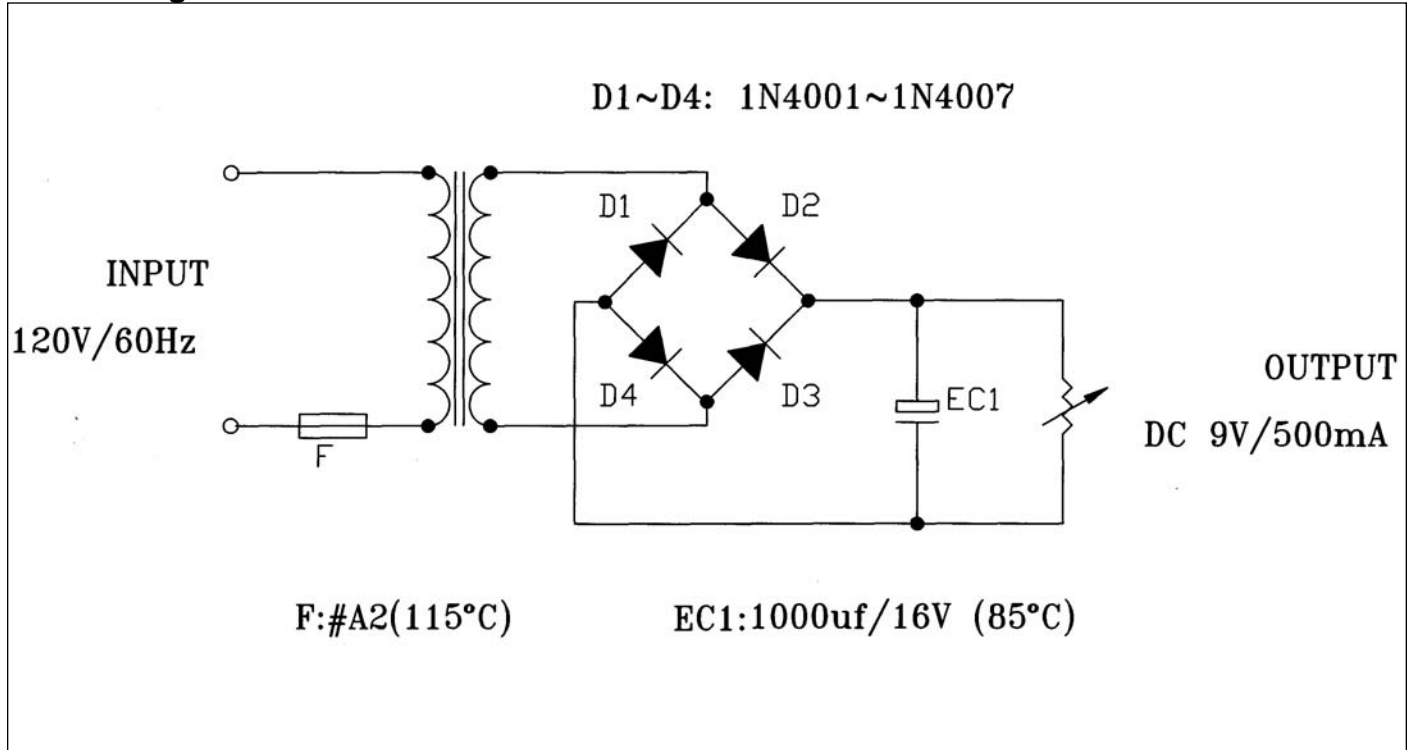 D1~D4: 1N4001~1N4007
D1
D2
INPUT
120V/60Hz
D4
D3
EC1
OUTPUT
DC 9V/500mA
F
F:#A2(115°C)
EC1:1000uf/16V (85°C)